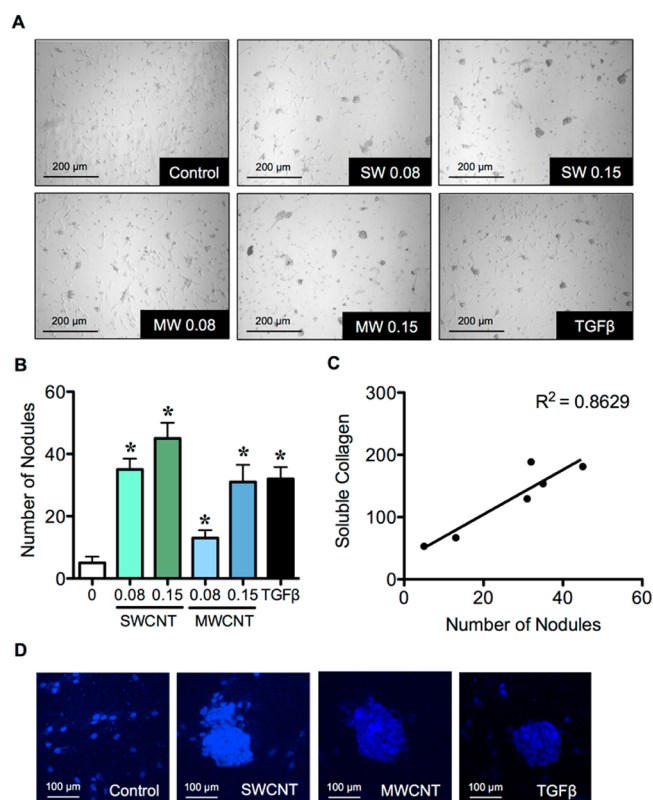 A
200 µm
Control
200 µm
SW 0.08
200 µm
SW 0.15
200 µm
MW 0.08
200 µm
MW 0.15
200 µm
TGFβ
B
Number of Nodules
60
40
20
0
*
*
*
*
*
0
0.08
0.15
0.08
0.15
TGFβ
SWCNT
MWCNT
C
Soluble Collagen
300
200
100
0
R² = 0.8629
0
20
40
60
Number of Nodules
D
100 µm
Control
100 µm
SWCNT
100 µm
MWCNT
100 µm
TGFβ